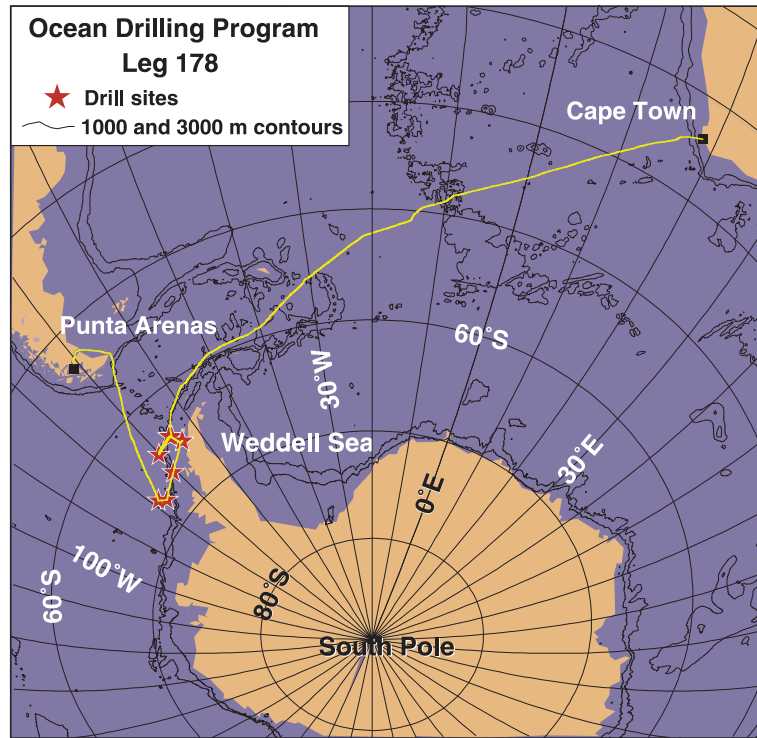 Ocean Drilling Program
Leg 178
Drill sites
1000 and 3000 m contours
Cape Town
Punta Arenas
60°S
30°W
Weddell Sea
30°E
0°E
100°W
80°S
60°S
South Pole